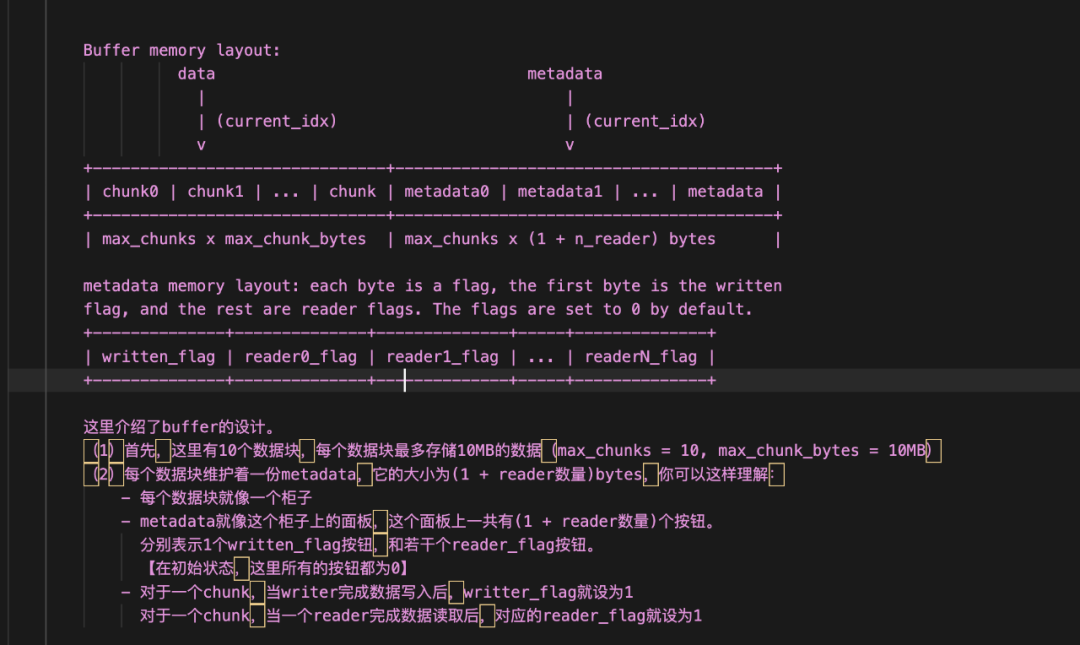 Buffer memory layout:
data metadata
| |
| (current_idx) | (current_idx)
v v
+-------------------------------+----------------------------------------+
| chunk0 | chunk1 | ... | chunk | metadata0 | metadata1 | ... | metadata |
+-------------------------------+----------------------------------------+
| max_chunks x max_chunk_bytes | max_chunks x (1 + n_reader) bytes |
metadata memory layout: each byte is a flag, the first byte is the written
flag, and the rest are reader flags. The flags are set to 0 by default.
+--------------+--------------+--------------+-----+--------------+
| written_flag | reader0_flag | reader1_flag | ... | readerN_flag |
+--------------+--------------+--------------+-----+--------------+
这里介绍了buffer的设计。
（1）首先，这里有10个数据块，每个数据块最多存储10MB的数据（max_chunks = 10, max_chunk_bytes = 10MB）
（2）每个数据块维护着一份metadata，它的大小为(1 + reader数量)bytes，你可以这样理解：
- 每个数据块就像一个柜子
- metadata就像这个柜子上的面板，这个面板上一共有(1 + reader数量)个按钮。
分别表示1个written_flag按钮，和若干个reader_flag按钮。
【在初始状态，这里所有的按钮都为0】
- 对于一个chunk，当writer完成数据写入后，writter_flag就设为1
对于一个chunk，当一个reader完成数据读取后，对应的reader_flag就设为1